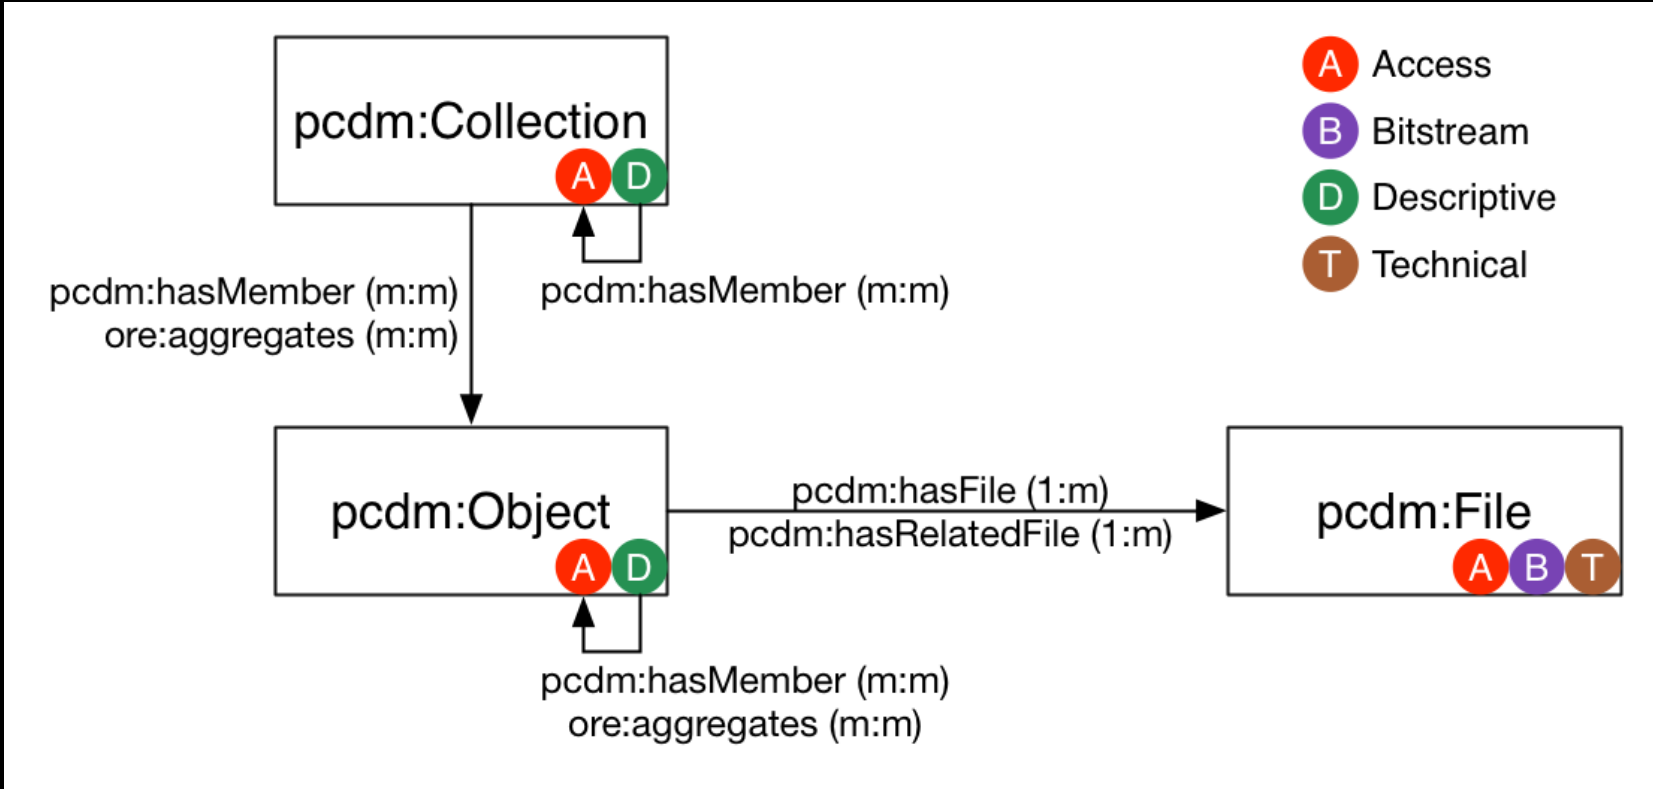 pcdm:Collection
A D
pcdm:hasMember (m:m)
ore:aggregates (m:m)
pcdm:hasMember (m:m)
pcdm:Object
A D
pcdm:hasMember (m:m)
ore:aggregates (m:m)
pcdm:hasFile (1:m)
pcdm:hasRelatedFile (1:m)
pcdm:File
A B T
A Access
B Bitstream
D Descriptive
T Technical